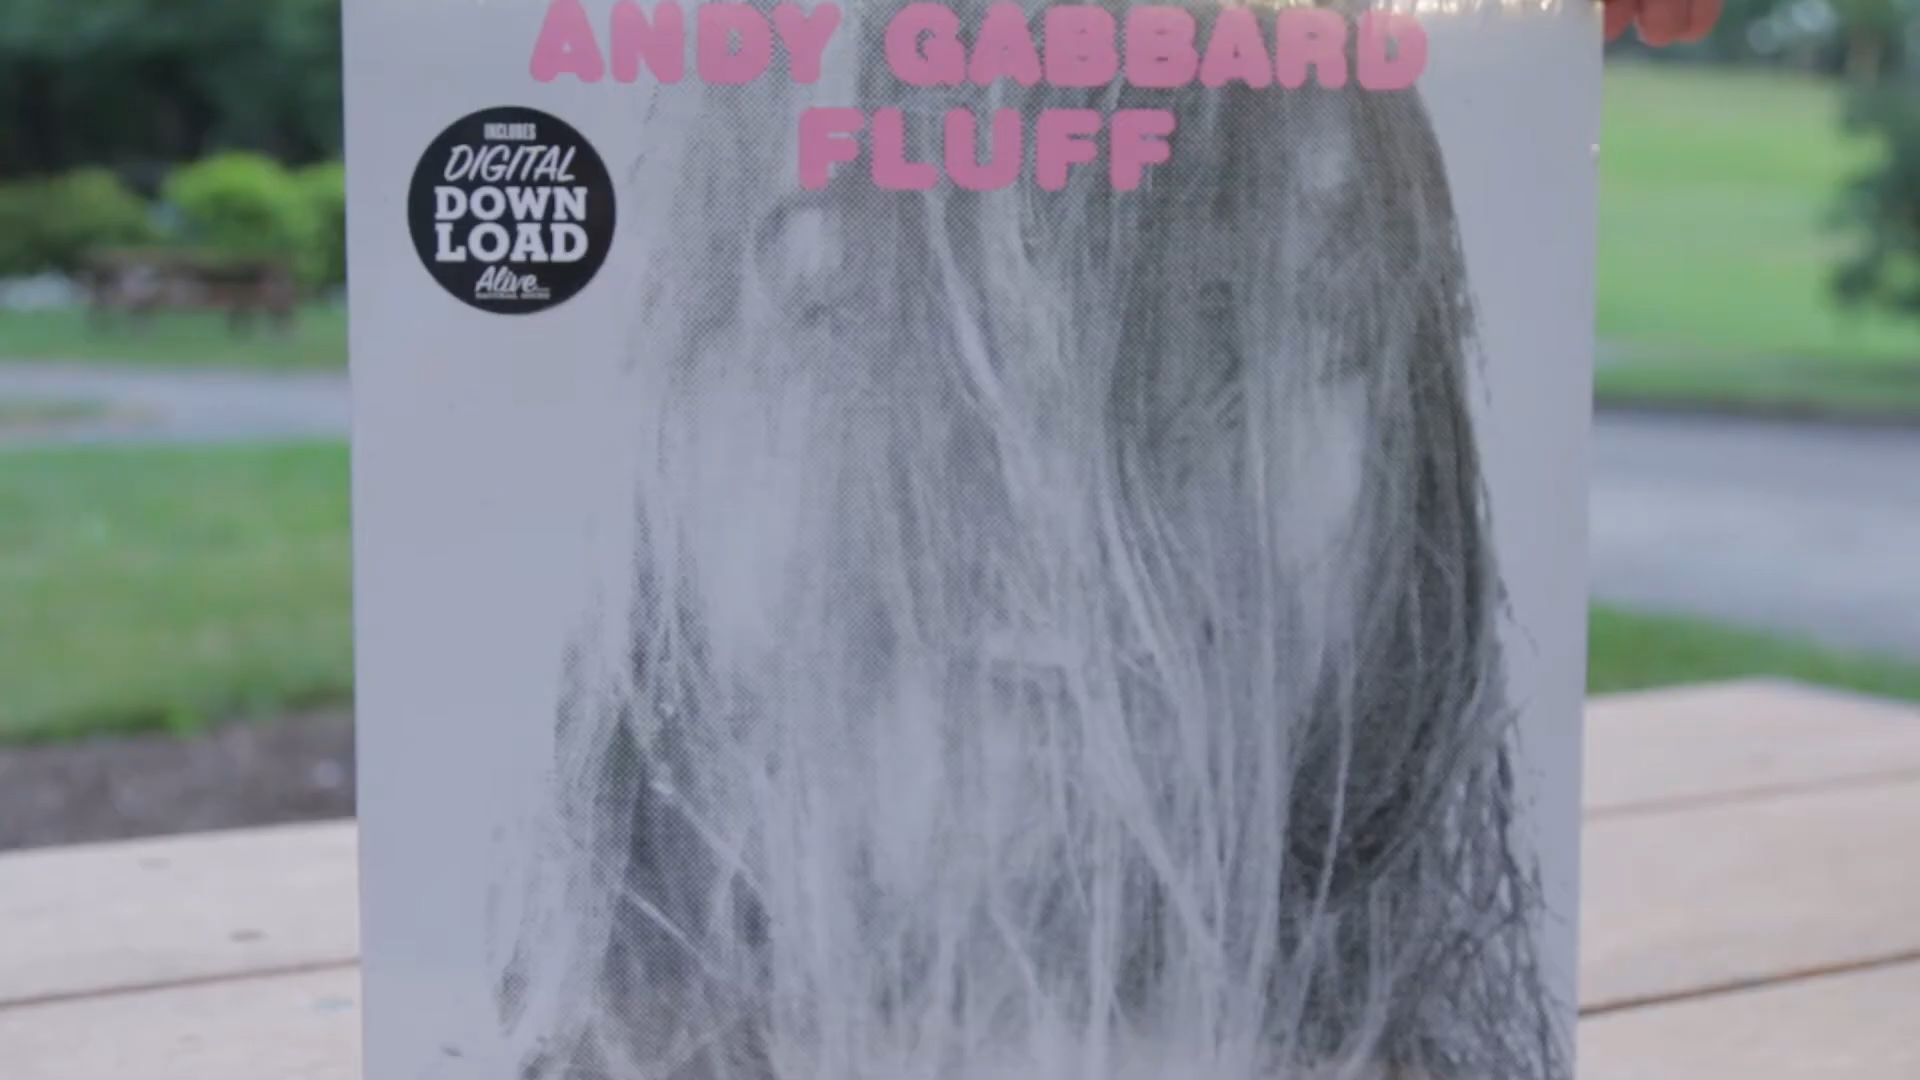 ANDY GABBARD
FLUFF
INCLUDES
DIGITAL
DOWN
LOAD
Alive